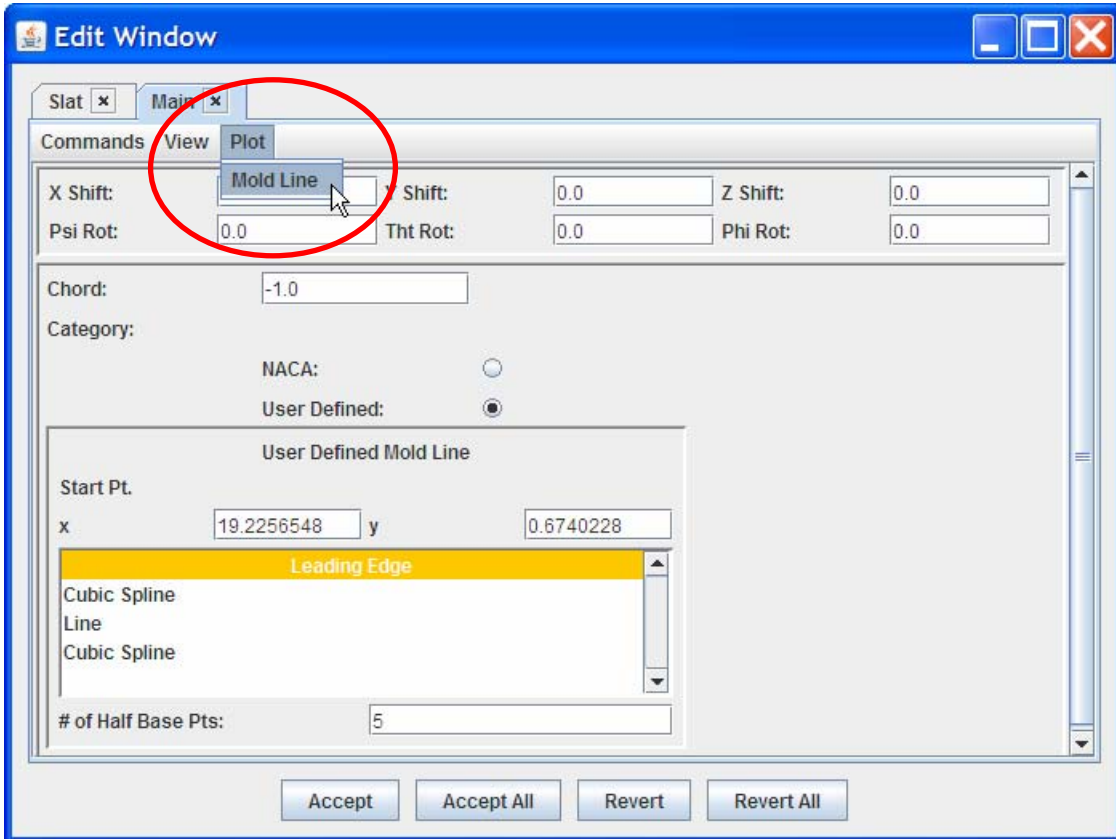 Edit Window
Slat Main
Commands View Plot
Mold Line
X Shift: Y Shift: 0.0 Z Shift: 0.0
Psi Rot: 0.0 Tht Rot: 0.0 Phi Rot: 0.0
Chord: -1.0
Category:
NACA:
User Defined:
User Defined Mold Line
Start Pt.
x 19.2256548 y 0.6740228
Leading Edge
Cubic Spline
Line
Cubic Spline
# of Half Base Pts: 5
Accept Accept All Revert Revert All